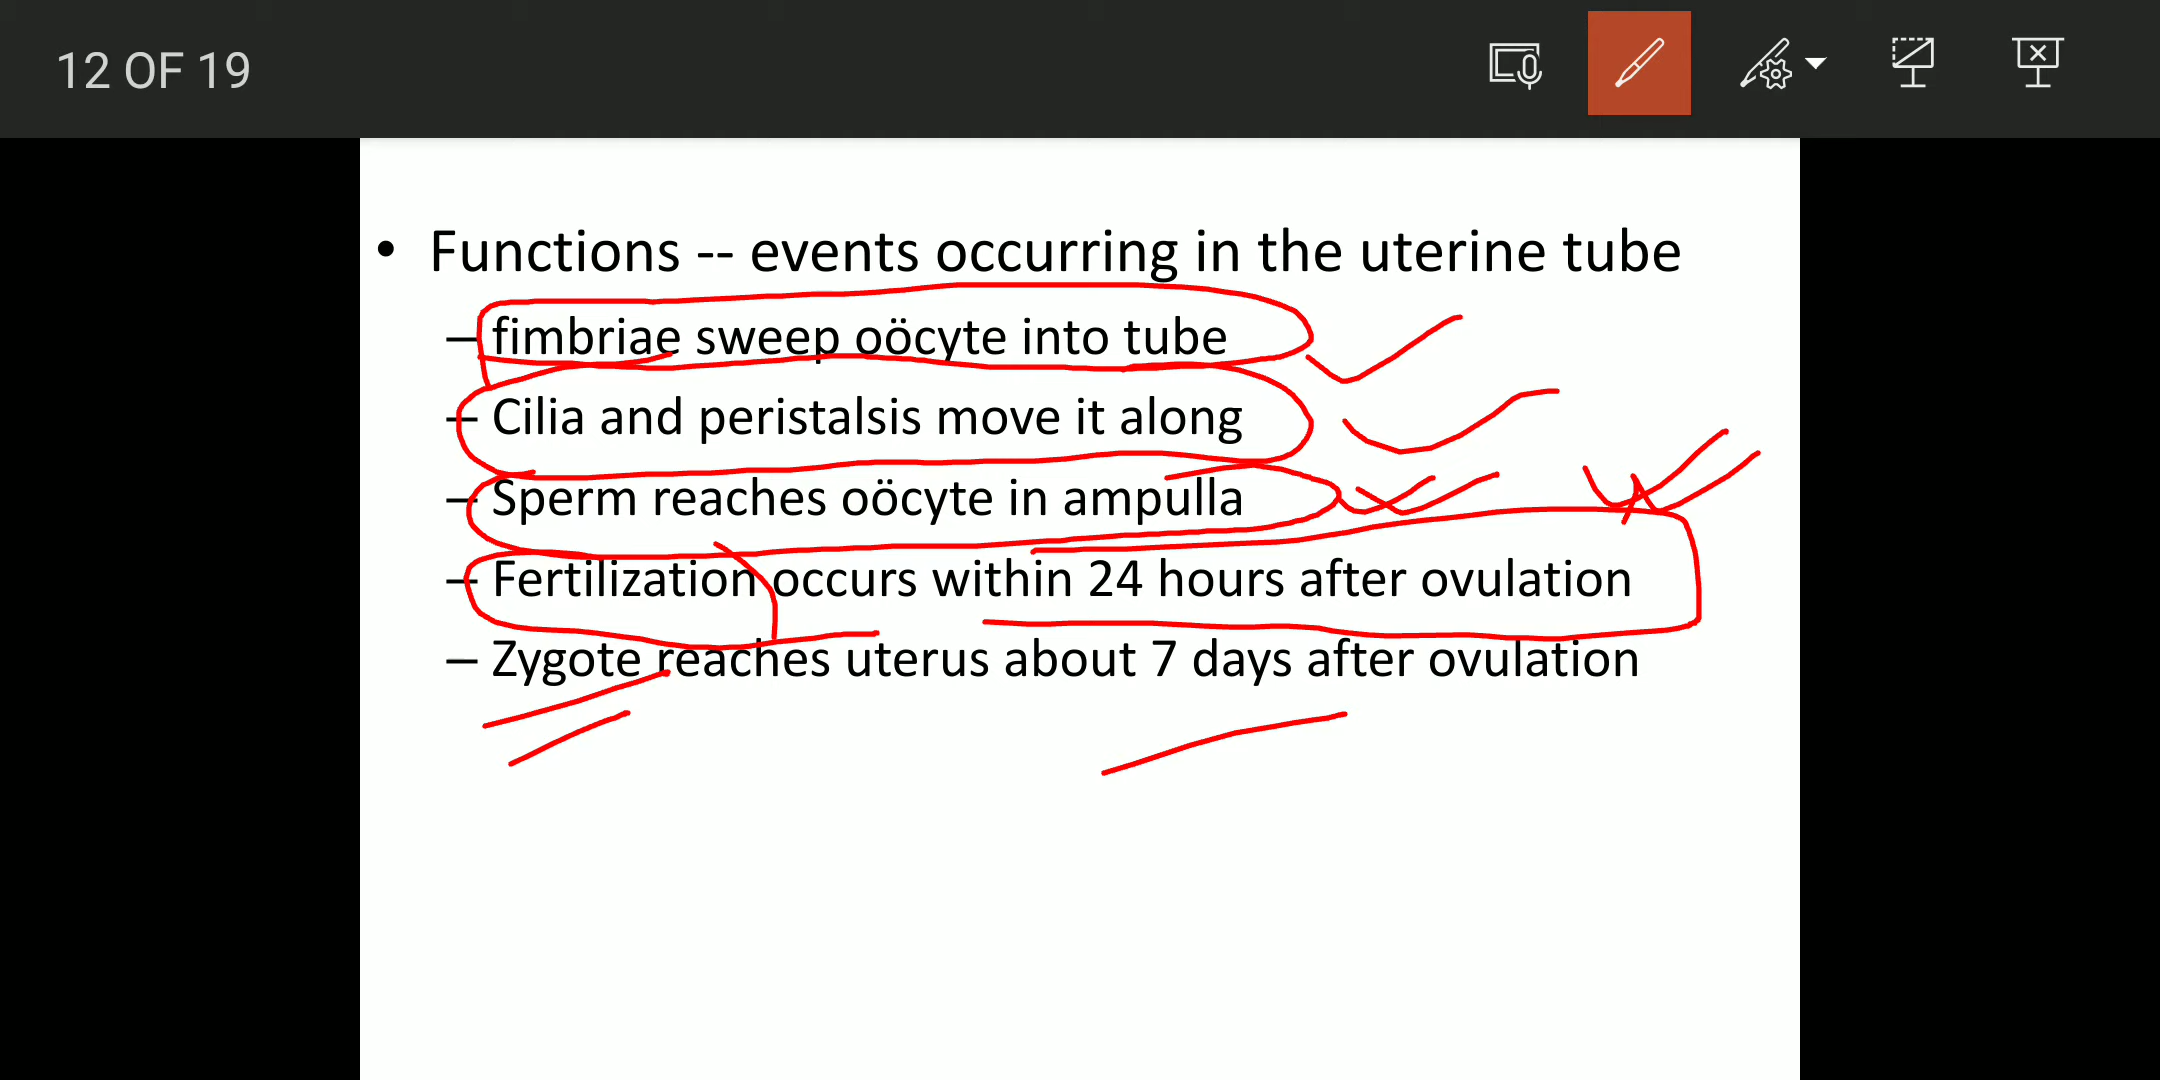 12 OF 19
• Functions -- events occurring in the uterine tube
– fimbriae sweep oöcyte into tube
– Cilia and peristalsis move it along
– Sperm reaches oöcyte in ampulla
– Fertilization occurs within 24 hours after ovulation
– Zygote reaches uterus about 7 days after ovulation